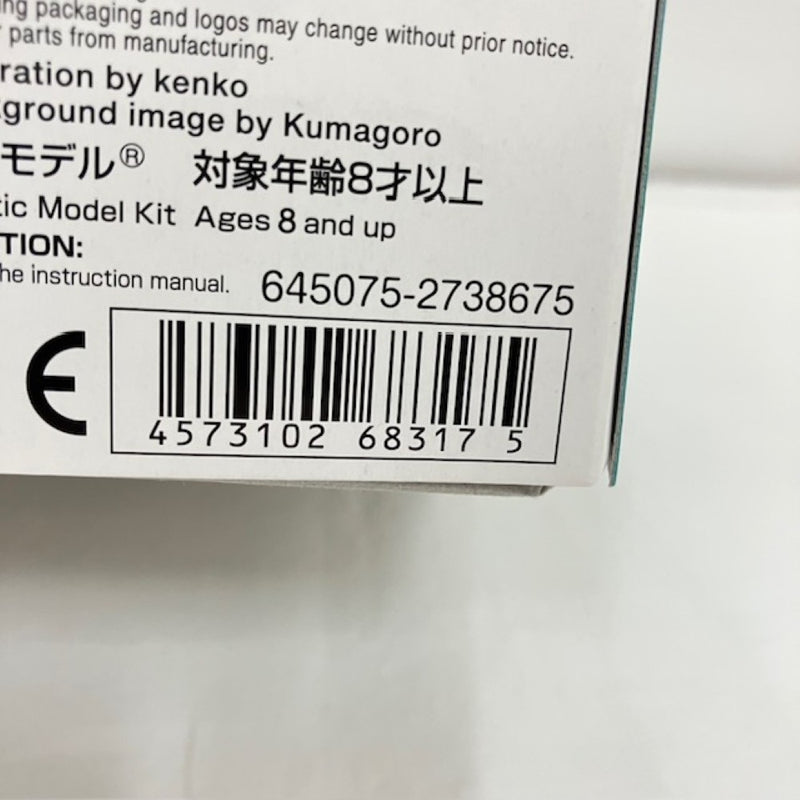 ng packaging and logos may change without prior notice.
parts from manufacturing.
ration by kenko
ground image by Kumagoro
モデル® 対象年齢8才以上
tic Model Kit Ages 8 and up
TION:
he instruction manual. 645075-2738675
CE
4573102 68317 5